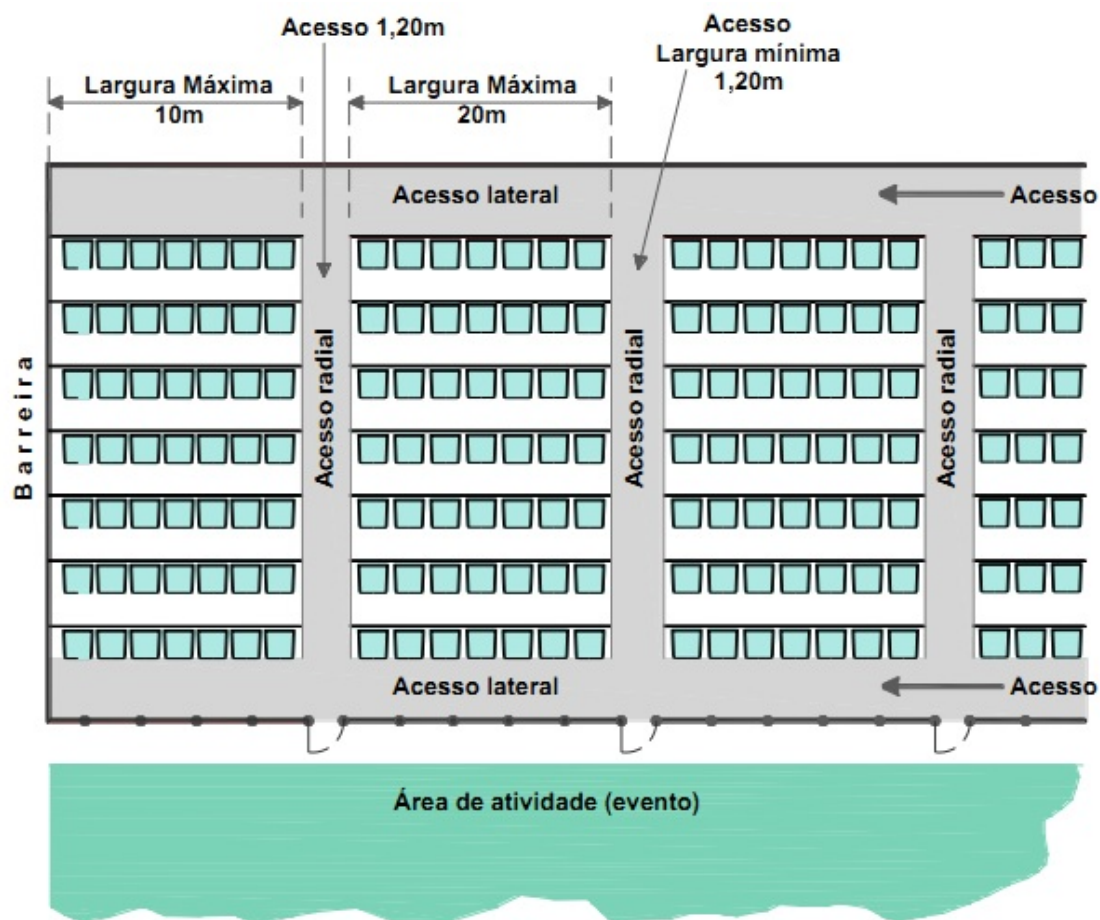 Acesso 1,20m
Acesso
Largura mínima
1,20m
Largura Máxima
10m
Largura Máxima
20m
Acesso lateral
Acesso
Barreira
Acesso radial
Acesso radial
Acesso radial
Acesso lateral
Acesso
Área de atividade (evento)